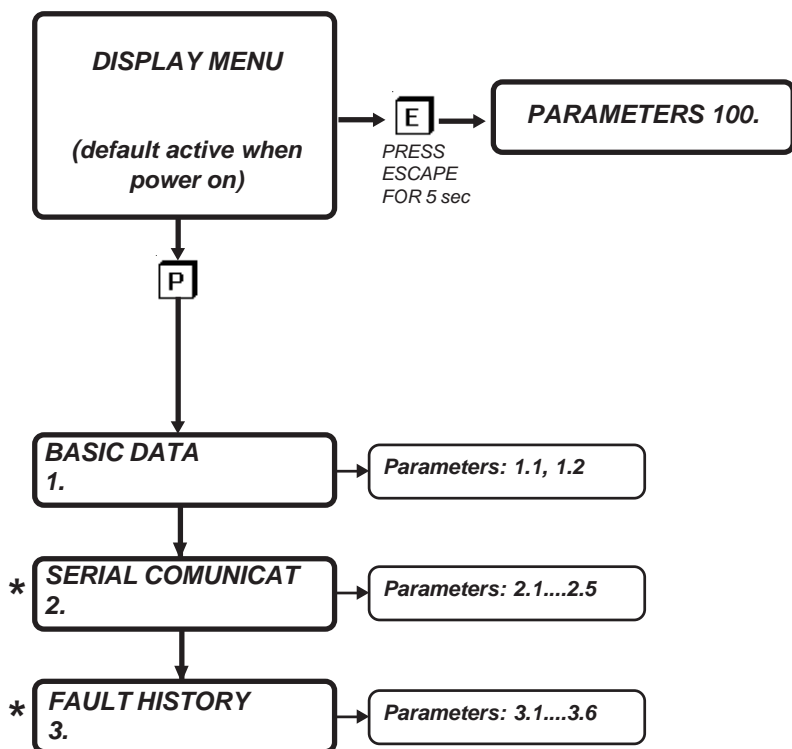 DISPLAY MENU
(default active when
power on)
E
PRESS
ESCAPE
FOR 5 sec
PARAMETERS 100.
P
BASIC DATA
1.
Parameters: 1.1, 1.2
*
SERIAL COMUNICAT
2.
Parameters: 2.1....2.5
*
FAULT HISTORY
3.
Parameters: 3.1....3.6